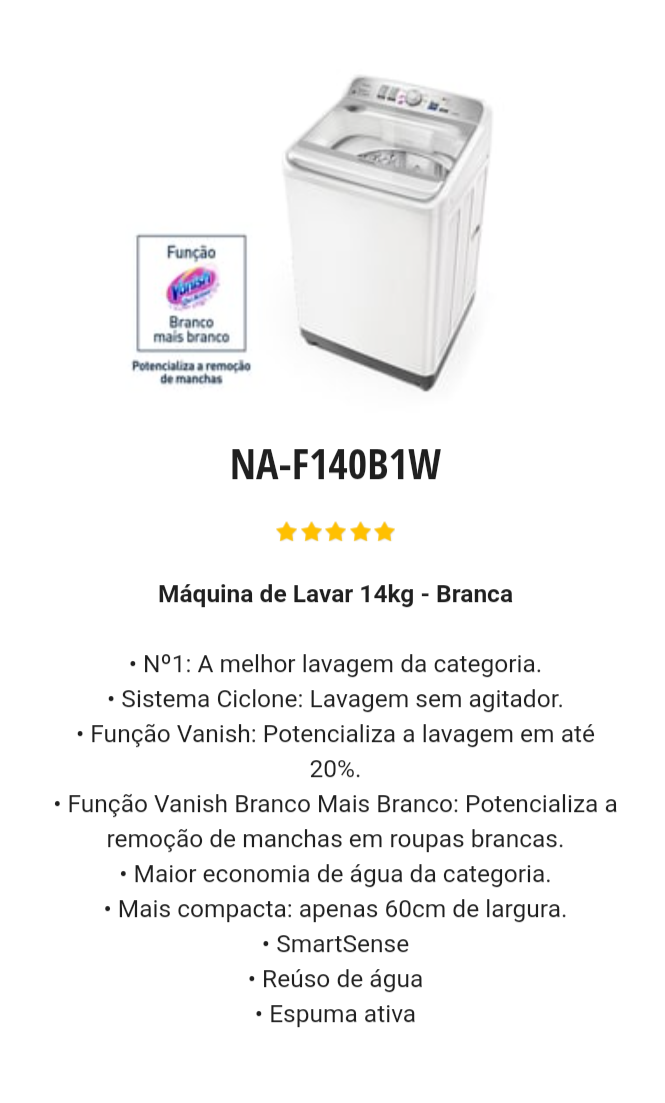 Função
Vanish
Branco
mais branco
Potencializa a remoção
de manchas
NA-F140B1W
Máquina de Lavar 14kg - Branca
• Nº1: A melhor lavagem da categoria.
• Sistema Ciclone: Lavagem sem agitador.
• Função Vanish: Potencializa a lavagem em até
20%.
• Função Vanish Branco Mais Branco: Potencializa a
remoção de manchas em roupas brancas.
• Maior economia de água da categoria.
• Mais compacta: apenas 60cm de largura.
• SmartSense
• Reúso de água
• Espuma ativa